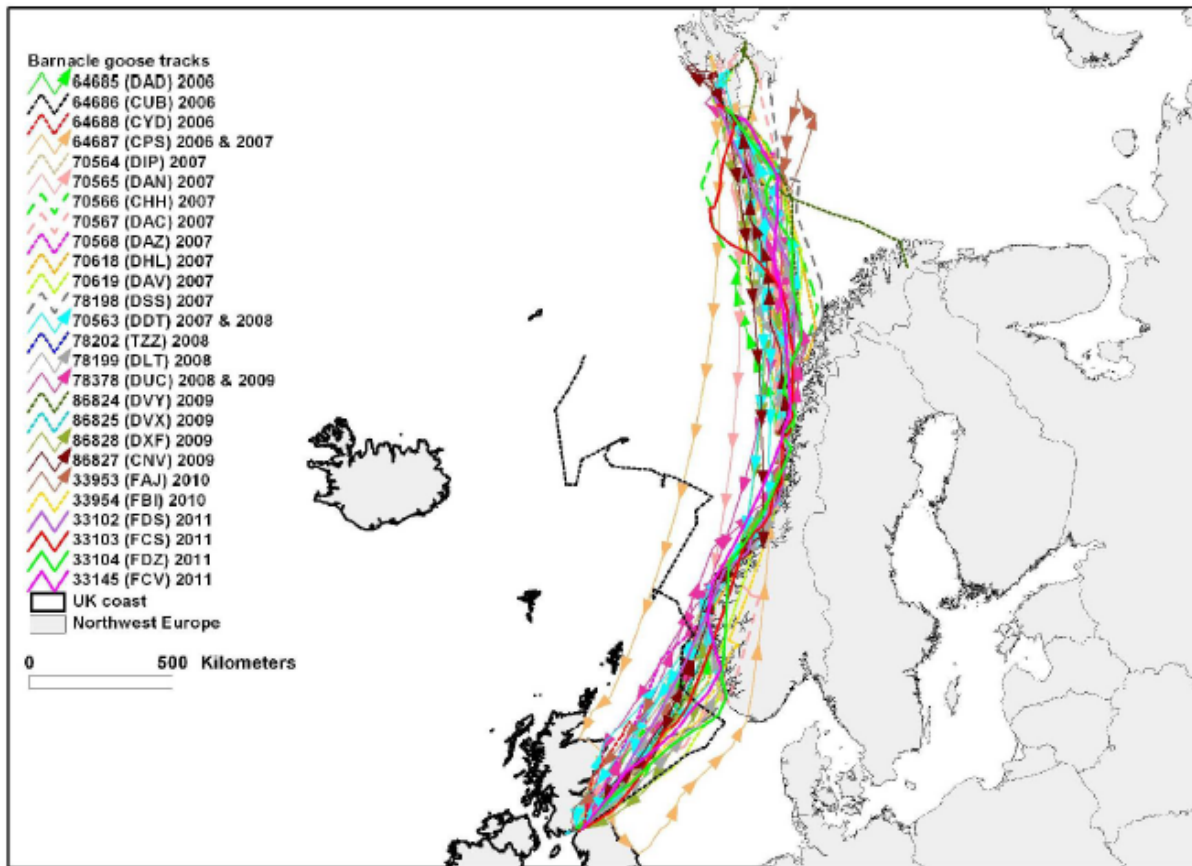 Barnacle goose tracks
64685 (DAD) 2006
64686 (CUB) 2006
64688 (CYD) 2006
64687 (CPS) 2006 & 2007
70564 (DIP) 2007
70565 (DAN) 2007
70566 (CHH) 2007
70567 (DAC) 2007
70568 (DAZ) 2007
70618 (DHL) 2007
70619 (DAV) 2007
78198 (DSS) 2007
70563 (DDT) 2007 & 2008
78202 (TZZ) 2008
78199 (DLT) 2008
78378 (DUC) 2008 & 2009
86824 (DVY) 2009
86825 (DVX) 2009
86828 (DXF) 2009
86827 (CNV) 2009
33953 (FAJ) 2010
33954 (FBI) 2010
33102 (FDS) 2011
33103 (FCS) 2011
33104 (FDZ) 2011
33145 (FCV) 2011
UK coast
Northwest Europe
0 500 Kilometers